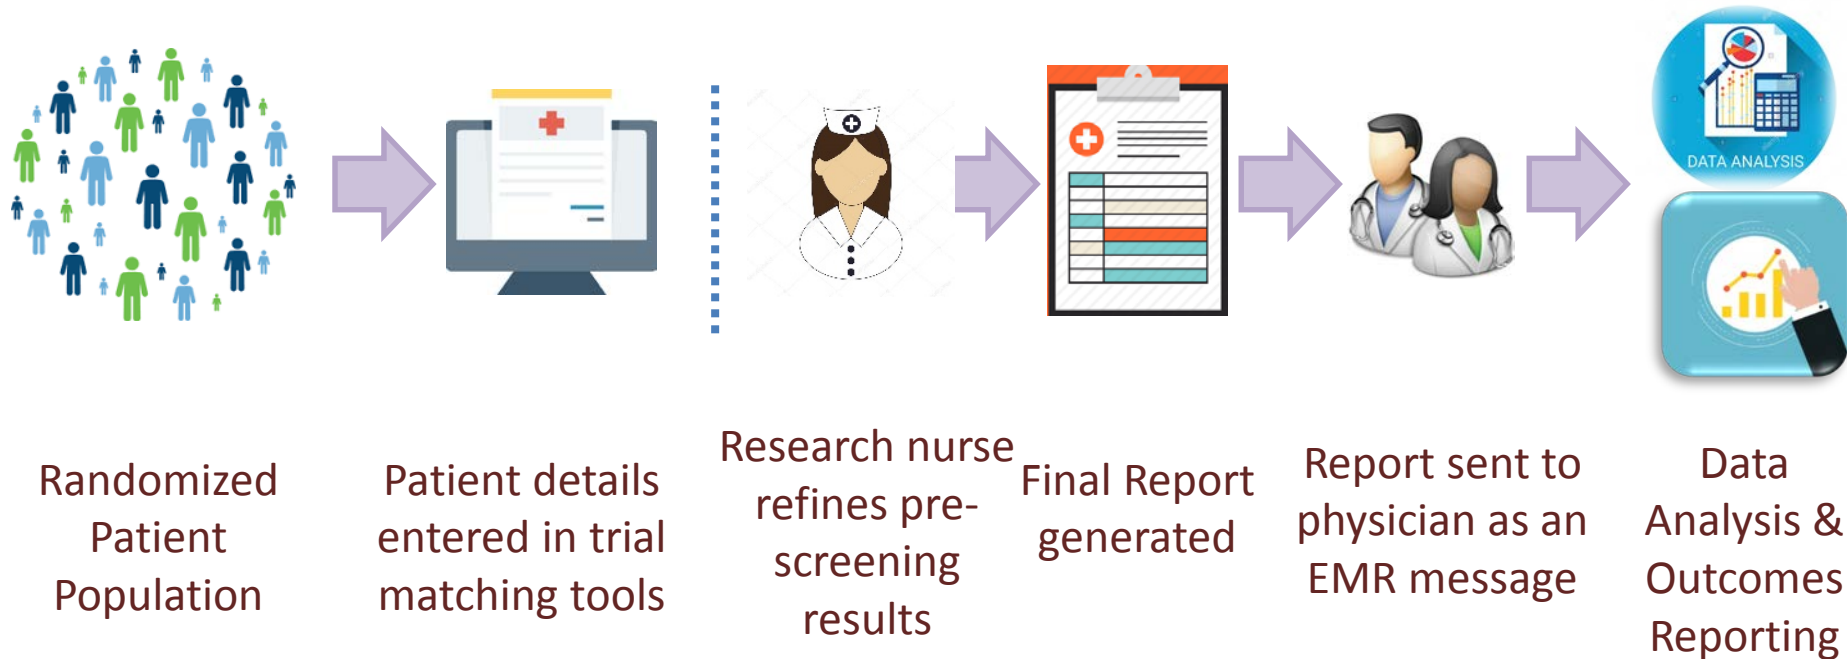 DATA ANALYSIS
Randomized
Patient
Population
Patient details
entered in trial
matching tools
Research nurse
refines pre-
screening
results
Final Report
generated
Report sent to
physician as an
EMR message
Data
Analysis &
Outcomes
Reporting